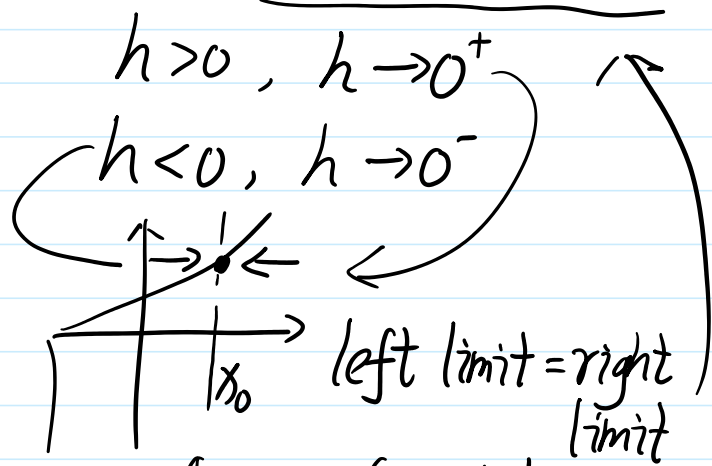 h>0, h→0⁺
h<0, h→0⁻
x₀
left limit = right
limit